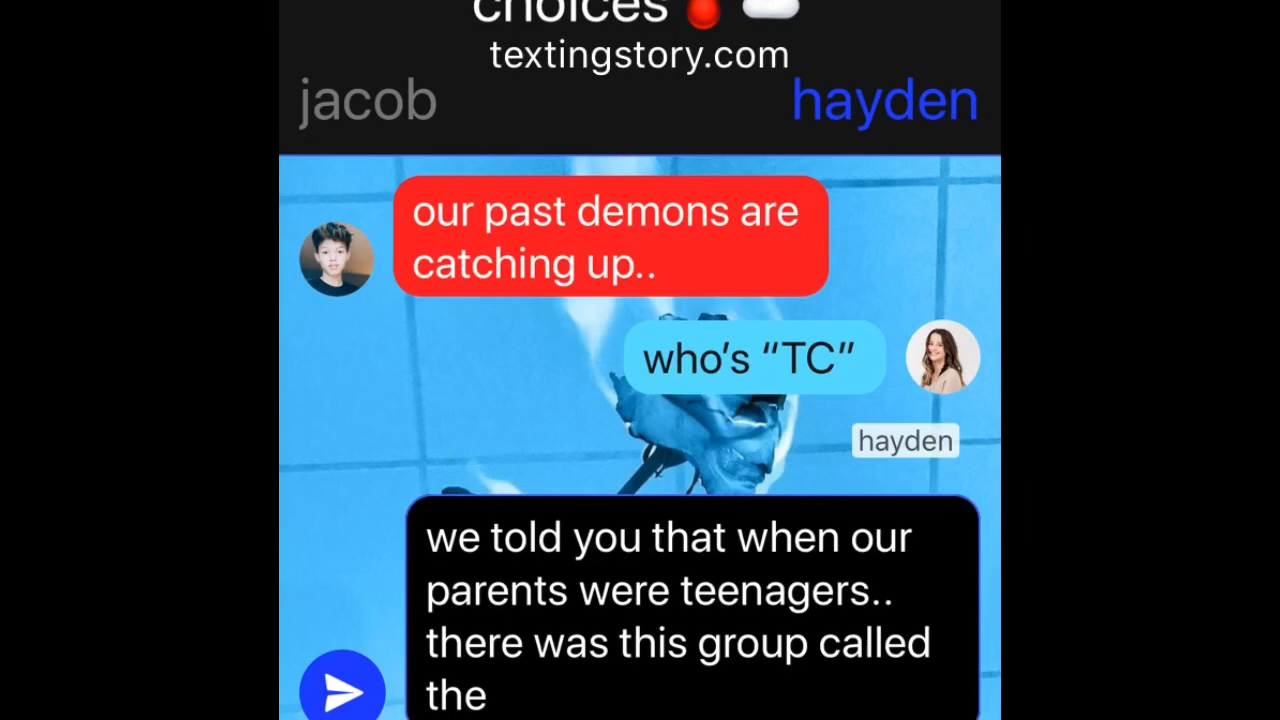 choices
textingstory.com
jacob
hayden
our past demons are
catching up..
who's “TC”
hayden
we told you that when our
parents were teenagers..
there was this group called
the